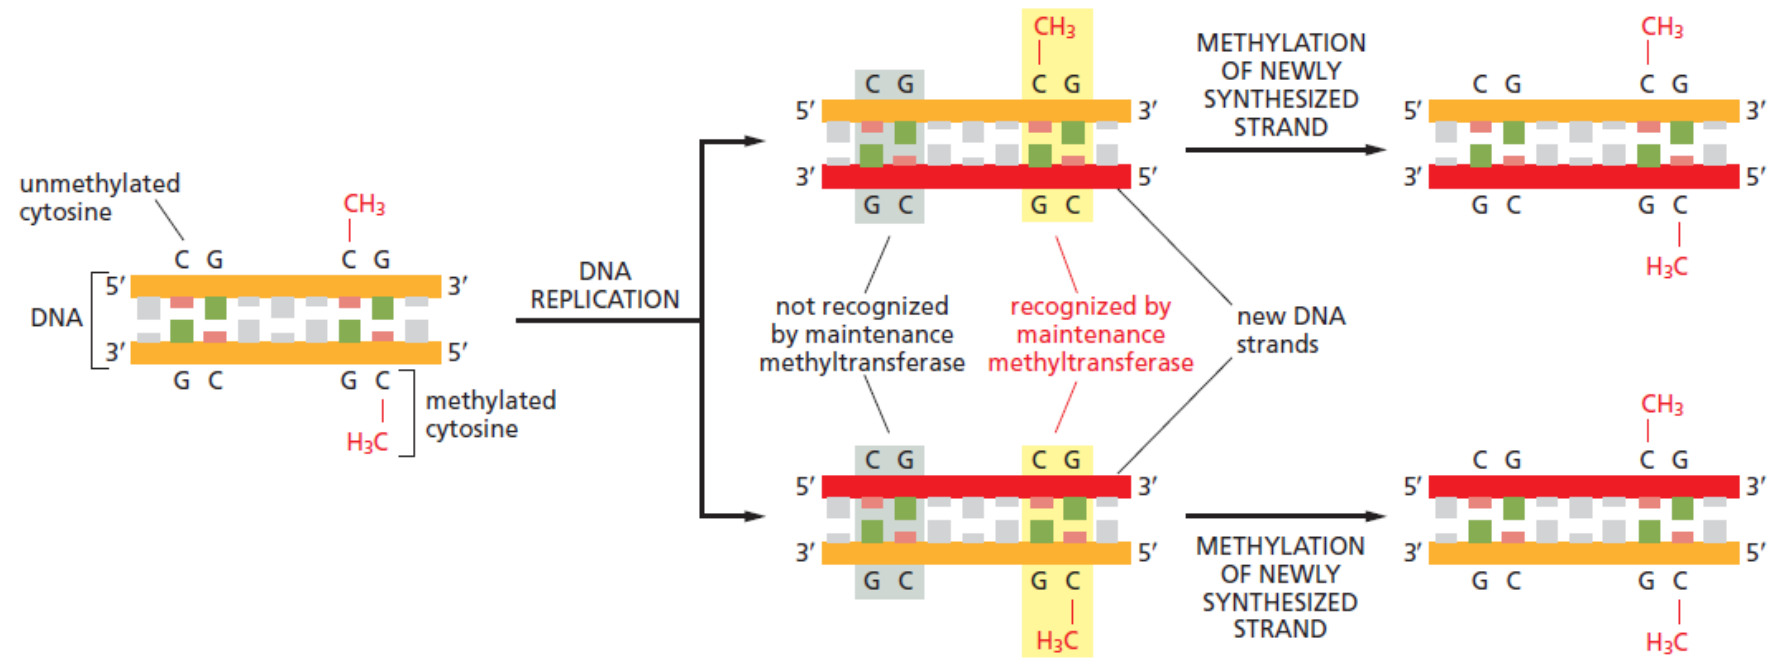 unmethylated
cytosine
CH₃
C G C G
5′ 3′
DNA
3′ 5′
G C G C
H₃C
methylated
cytosine
DNA
REPLICATION
CH₃
C G C G
5′ 3′
3′ 5′
G C G C
not recognized
by maintenance
methyltransferase
recognized by
maintenance
methyltransferase
new DNA
strands
C G C G
5′ 3′
3′ 5′
G C G C
H₃C
METHYLATION
OF NEWLY
SYNTHESIZED
STRAND
CH₃
C G C G
5′ 3′
3′ 5′
G C G C
H₃C
METHYLATION
OF NEWLY
SYNTHESIZED
STRAND
CH₃
C G C G
5′ 3′
3′ 5′
G C G C
H₃C